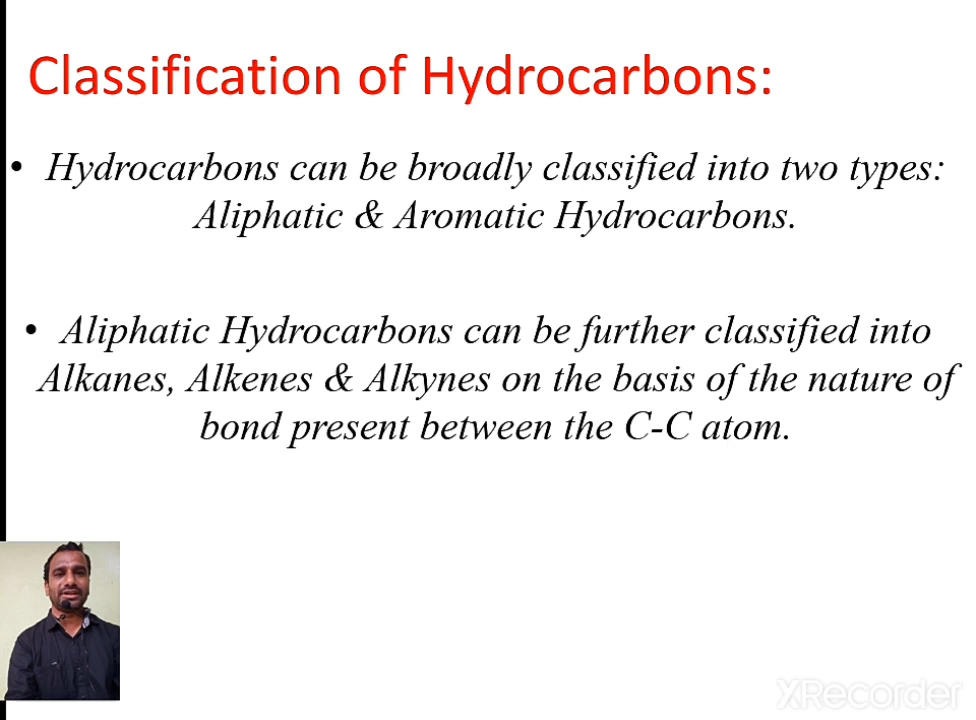 Classification of Hydrocarbons:
• Hydrocarbons can be broadly classified into two types:
Aliphatic & Aromatic Hydrocarbons.
• Aliphatic Hydrocarbons can be further classified into
Alkanes, Alkenes & Alkynes on the basis of the nature of
bond present between the C-C atom.
XRecorder